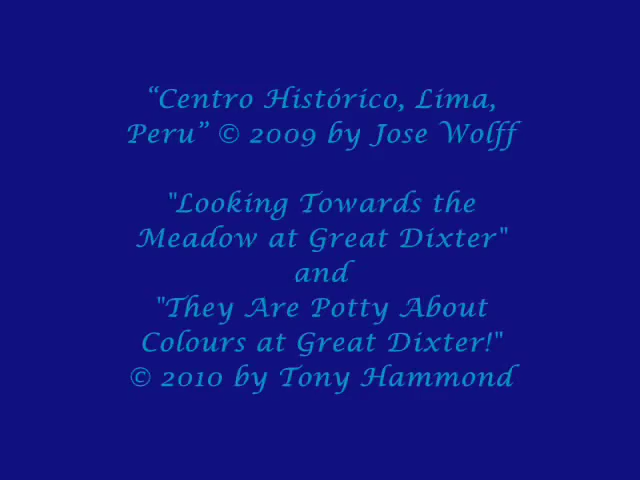 “Centro Histórico, Lima,
Peru” © 2009 by Jose Wolff
"Looking Towards the
Meadow at Great Dixter"
and
"They Are Potty About
Colours at Great Dixter!"
© 2010 by Tony Hammond